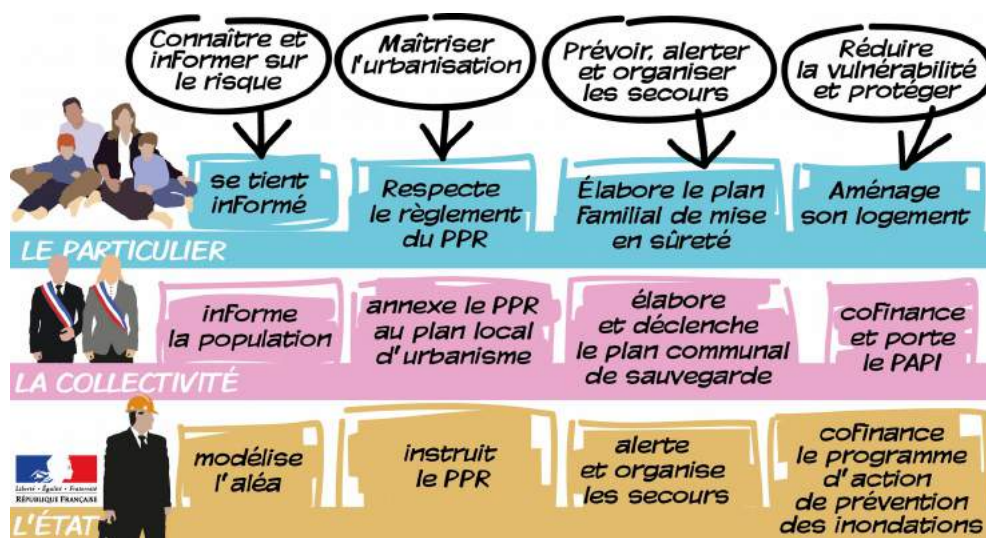 Connaître et
inFormer sur
le risque
Maîtriser
l'urbanisation
Prévoir, alerter
et organiser
les secours
Réduire
la vulnérabilité
et protéger
se tient
inFormé
Respecte
le règlement
du PPR
Élabore le plan
Familial de mise
en sûreté
Aménage
son logement
LE PARTICULIER
inForme
la population
annexe le PPR
au plan local
d'urbanisme
élabore
et déclenche
le plan communal
de sauvegarde
coFinance
et porte
le PAPI
LA COLLECTIVITÉ
modélise
l'aléa
instruit
le PPR
alerte
et organise
les secours
coFinance
le programme
d'action
de prévention
des inondations
Liberté • Égalité • Fraternité
RÉPUBLIQUE FRANÇAISE
L'ÉTAT